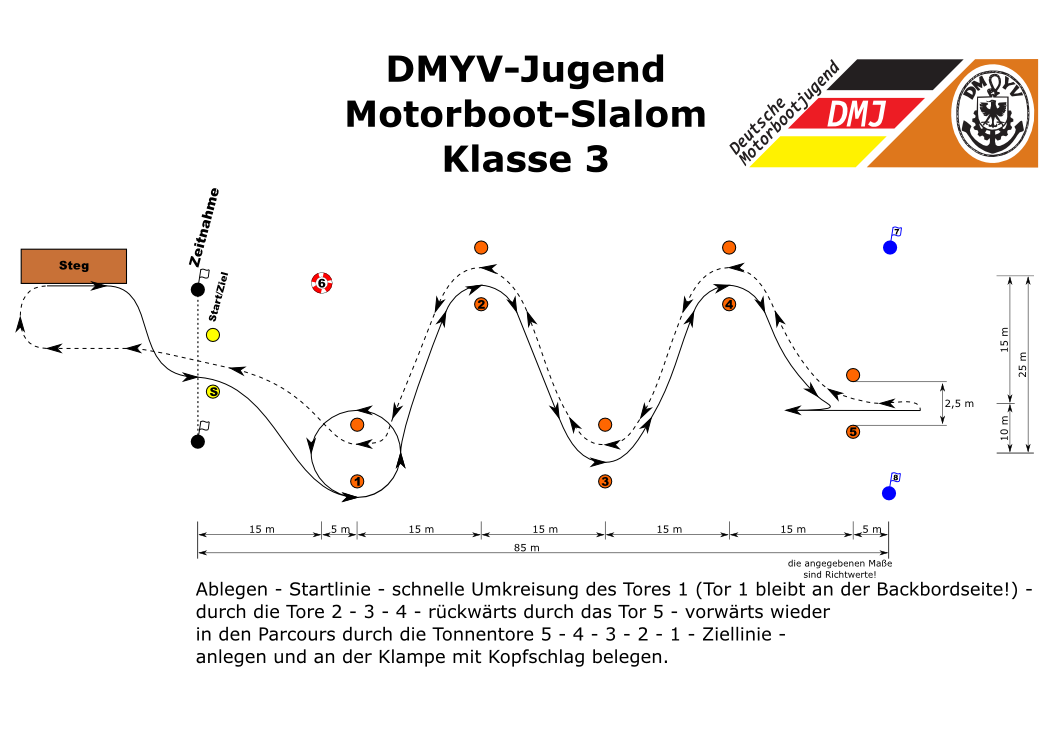 DMYV-Jugend
Motorboot-Slalom
Klasse 3
Deutsche
Motorbootjugend
DMJ
DMYV
Steg
Zeitnahme
Start/Ziel
6
7
2
4
S
1
3
5
8
15 m
25 m
10 m
2,5 m
15 m
5 m
15 m
15 m
15 m
15 m
5 m
85 m
die angegebenen Maße
sind Richtwerte!
Ablegen - Startlinie - schnelle Umkreisung des Tores 1 (Tor 1 bleibt an der Backbordseite!) -
durch die Tore 2 - 3 - 4 - rückwärts durch das Tor 5 - vorwärts wieder
in den Parcours durch die Tonnentore 5 - 4 - 3 - 2 - 1 - Ziellinie -
anlegen und an der Klampe mit Kopfschlag belegen.